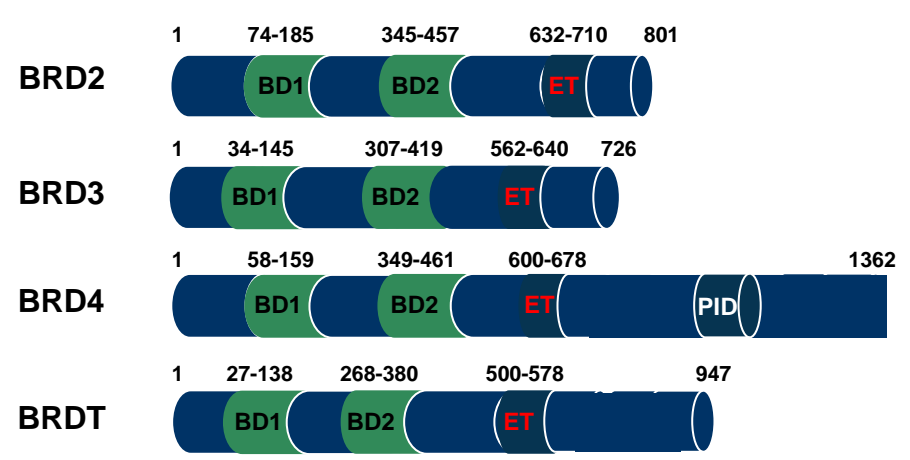 1 74-185 345-457 632-710 801
BRD2 BD1 BD2 ET
1 34-145 307-419 562-640 726
BRD3 BD1 BD2 ET
1 58-159 349-461 600-678 1362
BRD4 BD1 BD2 ET PID
1 27-138 268-380 500-578 947
BRDT BD1 BD2 ET